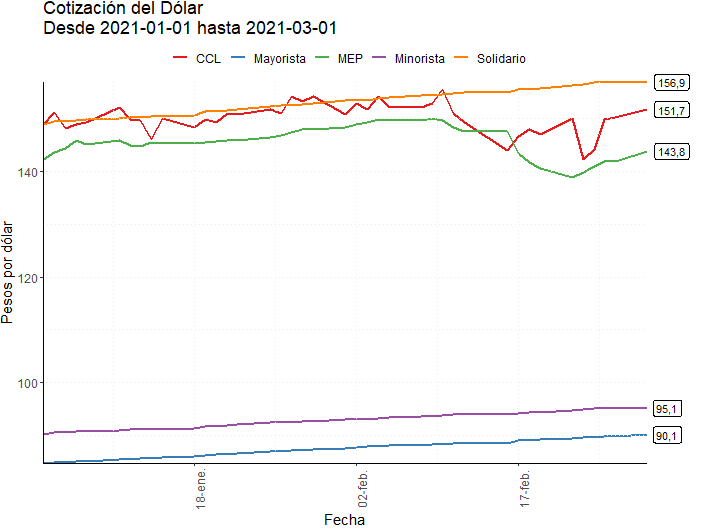 Cotización del Dólar
Desde 2021-01-01 hasta 2021-03-01
CCL Mayorista MEP Minorista Solidario
156,9
151,7
143,8
140
120
100
95,1
90,1
Pesos por dólar
18-ene.
02-feb.
17-feb.
Fecha